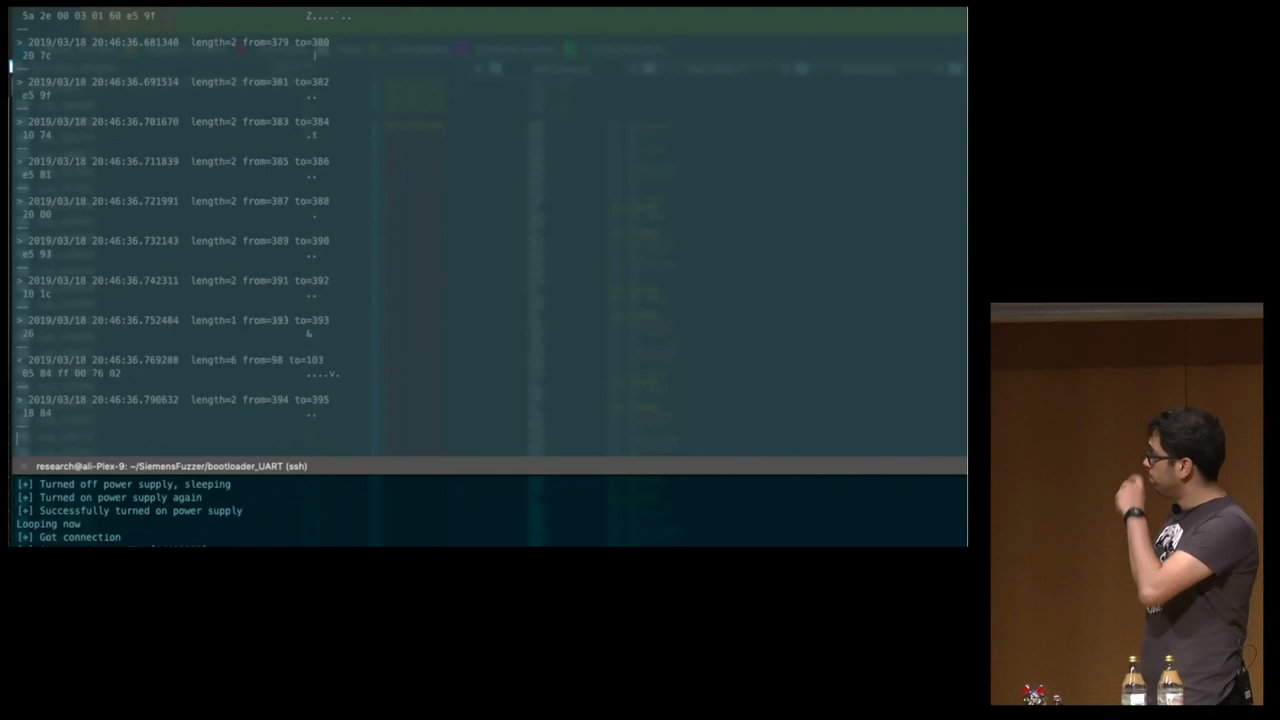 5a 2e 00 03 01 60 e5 9f Z....`..
--
> 2019/03/18 20:46:36.681340 length=2 from=379 to=380
20 7c |
--
> 2019/03/18 20:46:36.691514 length=2 from=381 to=382
e5 9f ..
--
> 2019/03/18 20:46:36.701670 length=2 from=383 to=384
10 74 .t
--
> 2019/03/18 20:46:36.711839 length=2 from=385 to=386
e5 81 ..
--
> 2019/03/18 20:46:36.721991 length=2 from=387 to=388
20 00 .
--
> 2019/03/18 20:46:36.732143 length=2 from=389 to=390
e5 93 ..
--
> 2019/03/18 20:46:36.742311 length=2 from=391 to=392
10 1c ..
--
> 2019/03/18 20:46:36.752484 length=1 from=393 to=393
26 &
--
< 2019/03/18 20:46:36.769208 length=6 from=98 to=103
05 84 ff 00 76 02 ....v.
--
> 2019/03/18 20:46:36.790632 length=2 from=394 to=395
18 84 ..
--
research@ali-Plex-9: ~/SiemensFuzzer/bootloader_UART (ssh)
[+] Turned off power supply, sleeping
[+] Turned on power supply again
[+] Successfully turned on power supply
Looping now
[+] Got connection